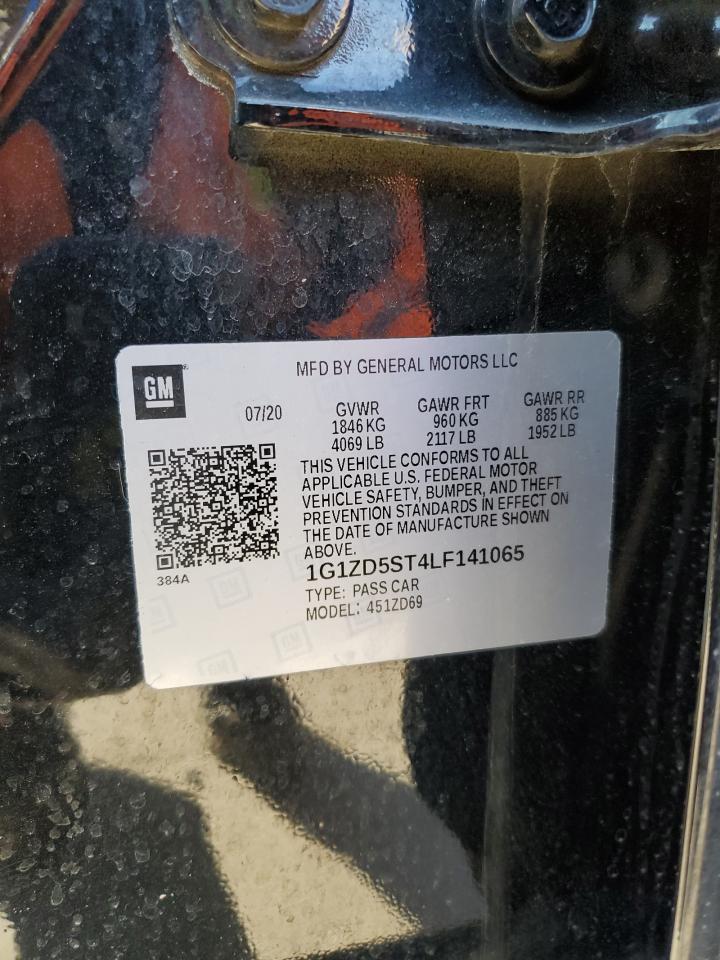 MFD BY GENERAL MOTORS LLC
GM
07/20
GVWR
1846 KG
4069 LB
GAWR FRT
960 KG
2117 LB
GAWR RR
885 KG
1952 LB
THIS VEHICLE CONFORMS TO ALL
APPLICABLE U.S. FEDERAL MOTOR
VEHICLE SAFETY, BUMPER, AND THEFT
PREVENTION STANDARDS IN EFFECT ON
THE DATE OF MANUFACTURE SHOWN
ABOVE.
384A
1G1ZD5ST4LF141065
TYPE: PASS CAR
MODEL: 451ZD69